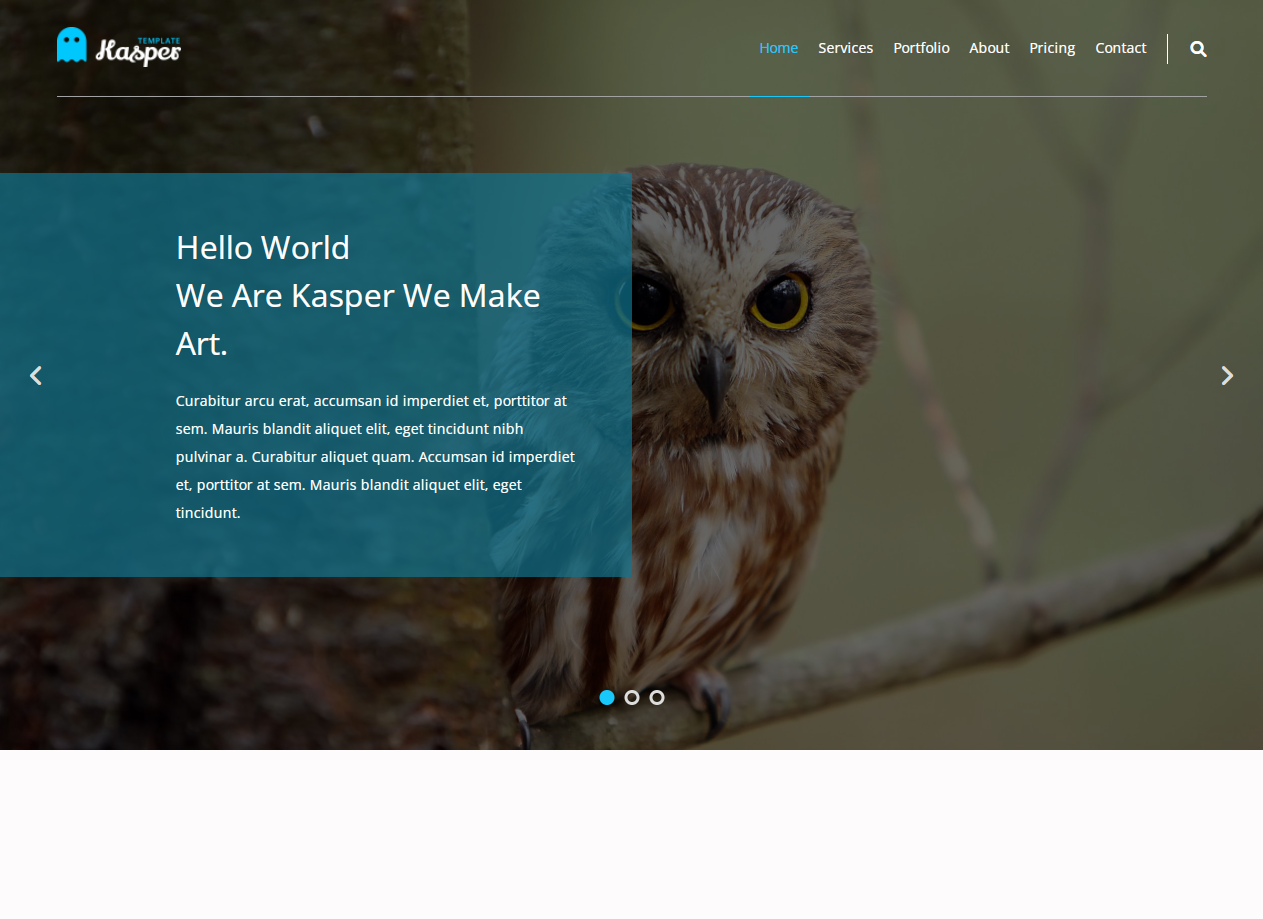 TEMPLATE
Kasper
Home Services Portfolio About Pricing Contact
Hello World
We Are Kasper We Make
Art.
Curabitur arcu erat, accumsan id imperdiet et, porttitor at
sem. Mauris blandit aliquet elit, eget tincidunt nibh
pulvinar a. Curabitur aliquet quam. Accumsan id imperdiet
et, porttitor at sem. Mauris blandit aliquet elit, eget
tincidunt.